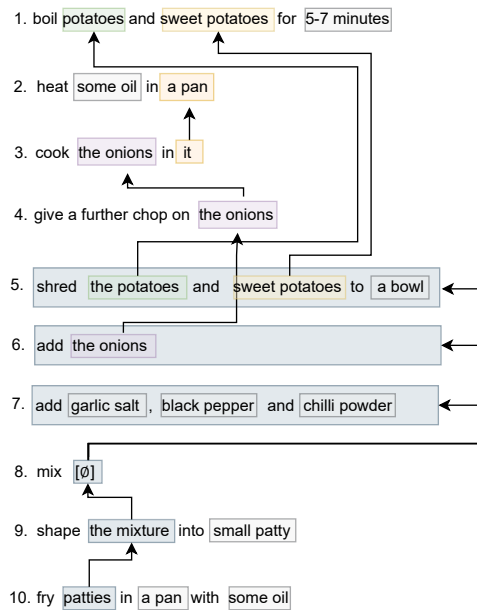 1. boil potatoes and sweet potatoes for 5-7 minutes
2. heat some oil in a pan
3. cook the onions in it
4. give a further chop on the onions
5. shred the potatoes and sweet potatoes to a bowl
6. add the onions
7. add garlic salt , black pepper and chilli powder
8. mix [Ø]
9. shape the mixture into small patty
10. fry patties in a pan with some oil